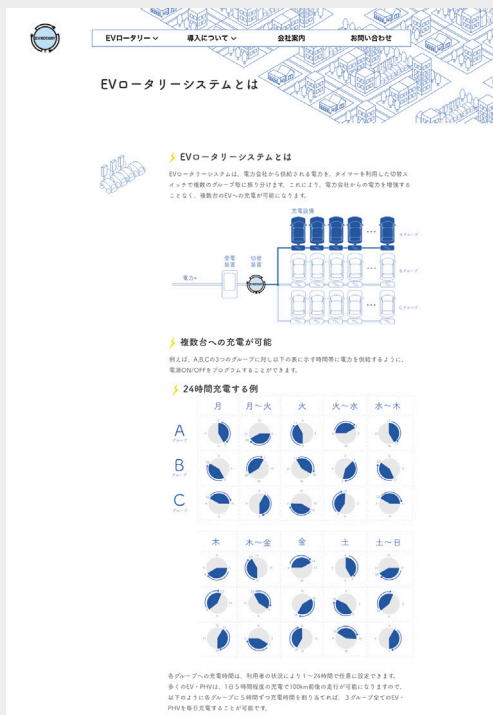 EV ROTARY
EVロータリー
導入について
会社案内
お問い合わせ
EVロータリーシステムとは
EVロータリーシステムとは
EVロータリーシステムは、電力会社から供給される電力を、タイマーを利用した切替ス
イッチで複数のグループ毎に振り分けます。これにより、電力会社からの電力を増強する
ことなく、複数台のEVへの充電が可能になります。
充電設備
Aグループ
受電
装置
切替
装置
Bグループ
電力
Cグループ
複数台への充電が可能
例えば、A,B,Cの3つのグループに対し以下の表に示す時間帯に電力を供給するように、
電源ON/OFFをプログラムすることができます。
24時間充電する例
月 月〜火 火 火〜水 水〜木
A
グループ
B
グループ
C
グループ
木 木〜金 金 土 土〜日
各グループへの充電時間は、利用者の状況により1〜24時間で任意に設定できます。
多くのEV・PHVは、1日5時間程度の充電で100km前後の走行が可能になりますので、
以下のように各グループに5時間ずつ充電時間を割り当てれば、3グループ全てのEV・
PHVを毎日充電することが可能です。